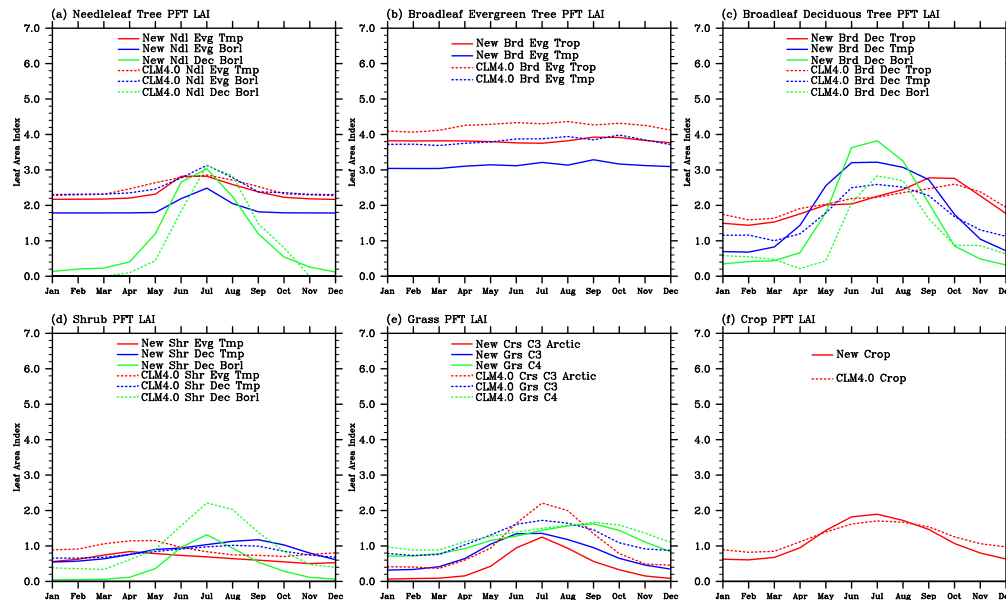 (a) Needleleaf Tree PFT LAI
7.0
6.0
5.0
4.0
3.0
2.0
1.0
0.0
Leaf Area Index
New Ndl Evg Tmp
New Ndl Evg Borl
New Ndl Dec Borl
CLM4.0 Ndl Evg Tmp
CLM4.0 Ndl Evg Borl
CLM4.0 Ndl Dec Borl
Jan Feb Mar Apr May Jun Jul Aug Sep Oct Nov Dec
(b) Broadleaf Evergreen Tree PFT LAI
7.0
6.0
5.0
4.0
3.0
2.0
1.0
0.0
Leaf Area Index
New Brd Evg Trop
New Brd Evg Tmp
CLM4.0 Brd Evg Trop
CLM4.0 Brd Evg Tmp
Jan Feb Mar Apr May Jun Jul Aug Sep Oct Nov Dec
(c) Broadleaf Deciduous Tree PFT LAI
7.0
6.0
5.0
4.0
3.0
2.0
1.0
0.0
Leaf Area Index
New Brd Dec Trop
New Brd Dec Tmp
New Brd Dec Borl
CLM4.0 Brd Dec Trop
CLM4.0 Brd Dec Tmp
CLM4.0 Brd Dec Borl
Jan Feb Mar Apr May Jun Jul Aug Sep Oct Nov Dec
(d) Shrub PFT LAI
7.0
6.0
5.0
4.0
3.0
2.0
1.0
0.0
Leaf Area Index
New Shr Evg Tmp
New Shr Dec Tmp
New Shr Dec Borl
CLM4.0 Shr Evg Tmp
CLM4.0 Shr Dec Tmp
CLM4.0 Shr Dec Borl
Jan Feb Mar Apr May Jun Jul Aug Sep Oct Nov Dec
(e) Grass PFT LAI
7.0
6.0
5.0
4.0
3.0
2.0
1.0
0.0
Leaf Area Index
New Crs C3 Arctic
New Grs C3
New Grs C4
CLM4.0 Crs C3 Arctic
CLM4.0 Grs C3
CLM4.0 Grs C4
Jan Feb Mar Apr May Jun Jul Aug Sep Oct Nov Dec
(f) Crop PFT LAI
7.0
6.0
5.0
4.0
3.0
2.0
1.0
0.0
Leaf Area Index
New Crop
CLM4.0 Crop
Jan Feb Mar Apr May Jun Jul Aug Sep Oct Nov Dec